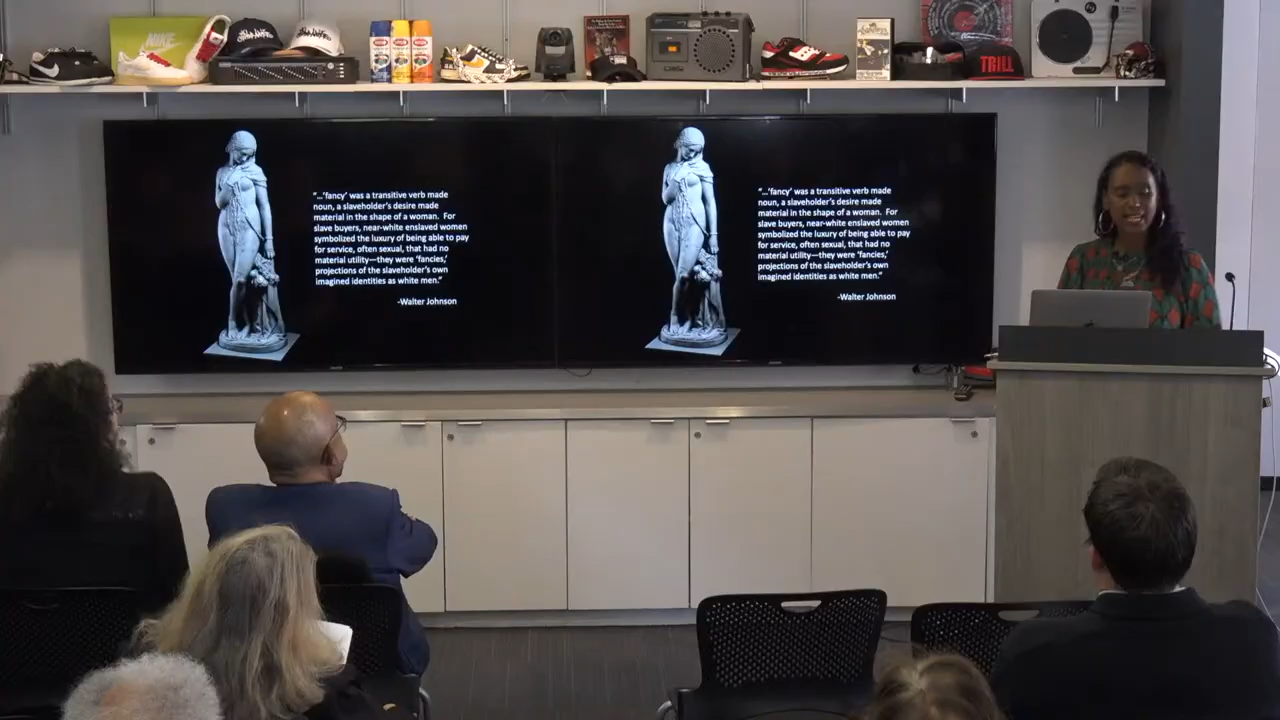 NIKE
TRILL
"...'fancy' was a transitive verb made
noun, a slaveholder's desire made
material in the shape of a woman. For
slave buyers, near-white enslaved women
symbolized the luxury of being able to pay
for service, often sexual, that had no
material utility—they were 'fancies,'
projections of the slaveholder's own
imagined identities as white men."
-Walter Johnson
"...'fancy' was a transitive verb made
noun, a slaveholder's desire made
material in the shape of a woman. For
slave buyers, near-white enslaved women
symbolized the luxury of being able to pay
for service, often sexual, that had no
material utility—they were 'fancies,'
projections of the slaveholder's own
imagined identities as white men."
-Walter Johnson